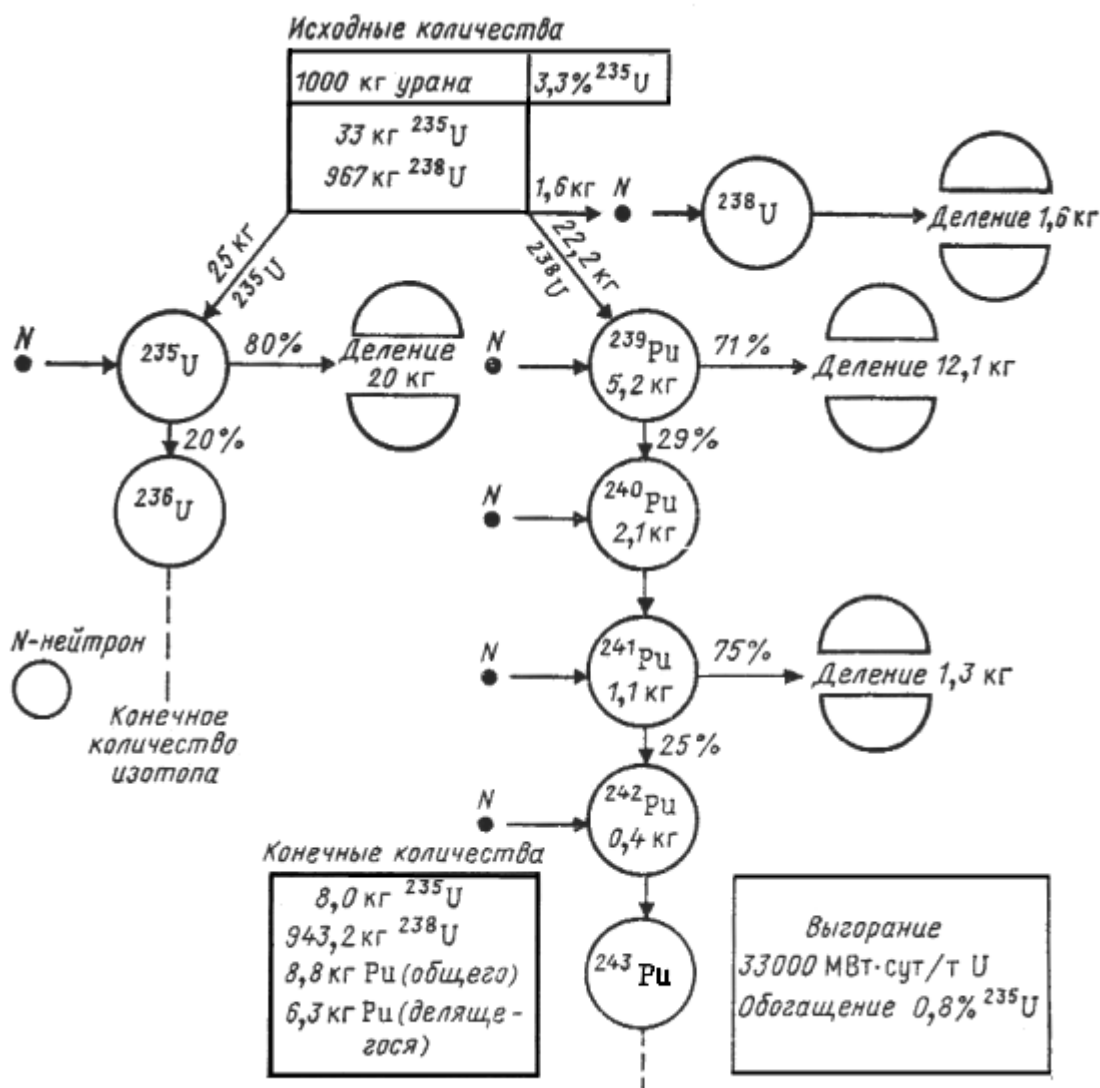 Исходные количества
1000 кг урана 3,3% ²³⁵U
33 кг ²³⁵U
967 кг ²³⁸U
1,6 кг N
²³⁸U
Деление 1,6 кг
25 кг
²³⁵U
22,2 кг
²³⁸U
N
²³⁵U
80%
Деление
20 кг
N
²³⁹Pu
5,2 кг
71%
Деление 12,1 кг
20%
29%
²³⁶U
N
²⁴⁰Pu
2,1 кг
N-нейтрон
N
²⁴¹Pu
1,1 кг
75%
Деление 1,3 кг
Конечное
количество
изотопа
25%
N
²⁴²Pu
0,4 кг
Конечные количества
8,0 кг ²³⁵U
943,2 кг ²³⁸U
8,8 кг Pu (общего)
6,3 кг Pu (деляще-
гося)
²⁴³Pu
Выгорание
33000 МВт·сут/т U
Обогащение 0,8% ²³⁵U